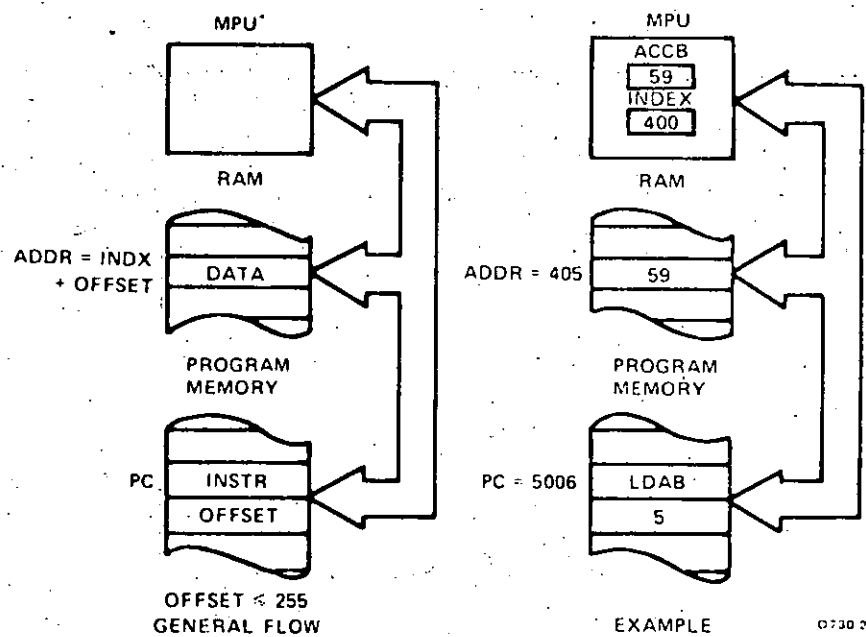 MPU
RAM
ADDR = INDX
+ OFFSET
DATA
PROGRAM
MEMORY
PC
INSTR
OFFSET
OFFSET ≤ 255
GENERAL FLOW
MPU
ACCB
59
INDEX
400
RAM
ADDR = 405
59
PROGRAM
MEMORY
PC = 5006
LDAB
5
EXAMPLE